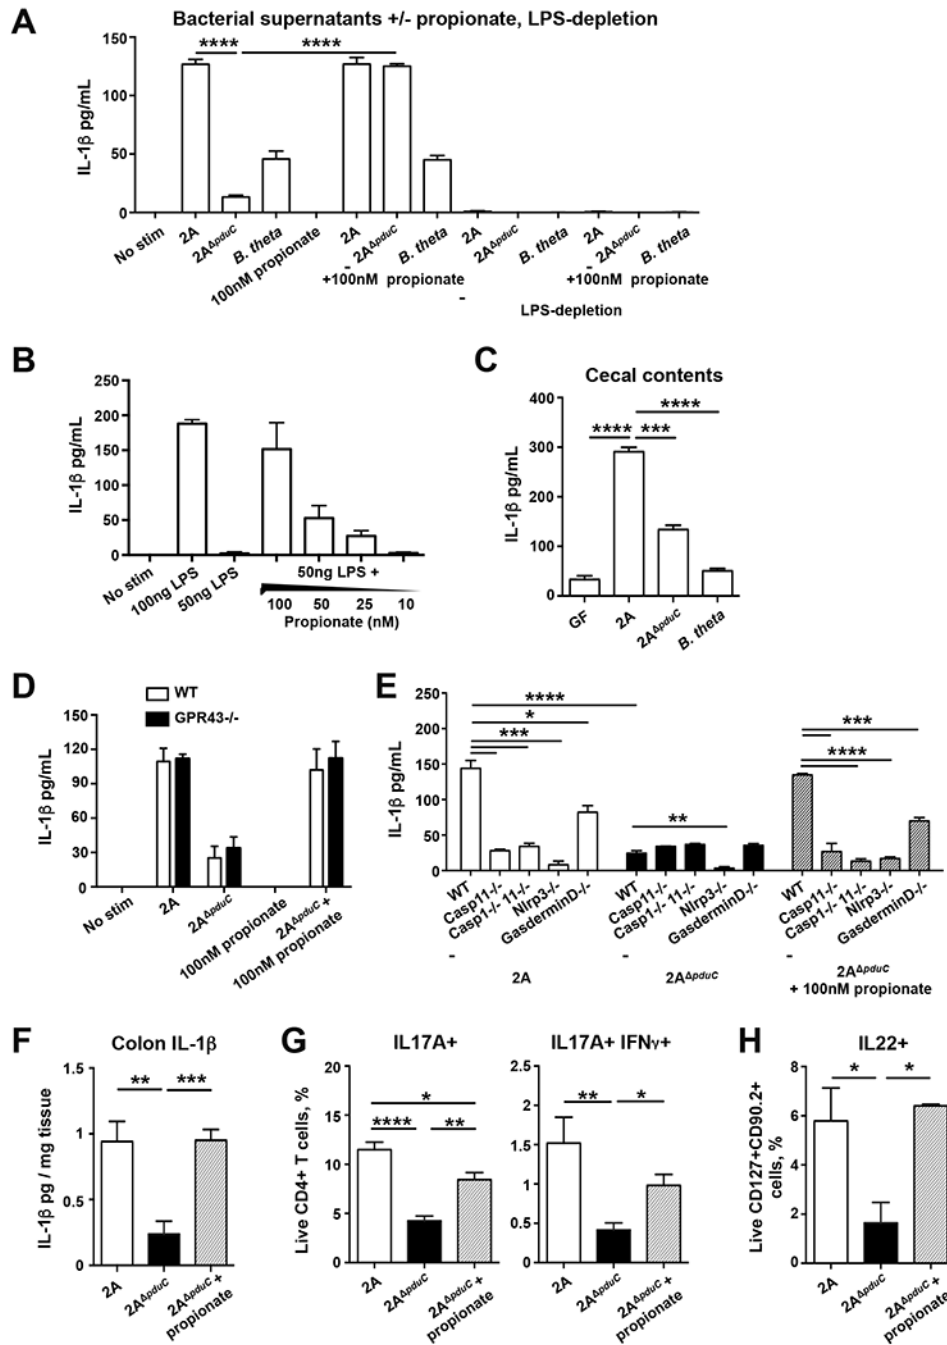 A
Bacterial supernatants +/- propionate, LPS-depletion
IL-1β pg/mL
150
100
50
0
****
****
No stim
2A
2AΔpduC
B. theta
100nM propionate
2A
2AΔpduC
B. theta
2A
2AΔpduC
B. theta
2A
2AΔpduC
B. theta
+100nM propionate
+100nM propionate
LPS-depletion
B
IL-1β pg/mL
250
200
150
100
50
0
No stim
100ng LPS
50ng LPS
50ng LPS +
100 50 25 10
Propionate (nM)
C
Cecal contents
IL-1β pg/mL
400
300
200
100
0
****
**** ***
GF
2A
2AΔpduC
B. theta
D
WT
GPR43-/-
IL-1β pg/mL
150
120
90
60
30
0
No stim
2A
2AΔpduC
100nM propionate
2AΔpduC +
100nM propionate
E
IL-1β pg/mL
250
200
150
100
50
0
****
*
***
**
***
****
WT
Casp11-/-
Casp1-/- 11-/-
Nlrp3-/-
GasderminD-/-
WT
Casp11-/-
Casp1-/- 11-/-
Nlrp3-/-
GasderminD-/-
WT
Casp11-/-
Casp1-/- 11-/-
Nlrp3-/-
GasderminD-/-
2A
2AΔpduC
2AΔpduC
+ 100nM propionate
F
Colon IL-1β
IL-1β pg / mg tissue
1.5
1
0.5
0
** ***
2A
2AΔpduC
2AΔpduC +
propionate
G
IL17A+
Live CD4+ T cells, %
15
10
5
0
*
**** **
2A
2AΔpduC
2AΔpduC +
propionate
IL17A+ IFNγ+
2.5
2
1.5
1
0.5
0
** *
2A
2AΔpduC
2AΔpduC +
propionate
H
IL22+
Live CD127+CD90.2+
cells, %
8
6
4
2
0
* *
2A
2AΔpduC
2AΔpduC +
propionate